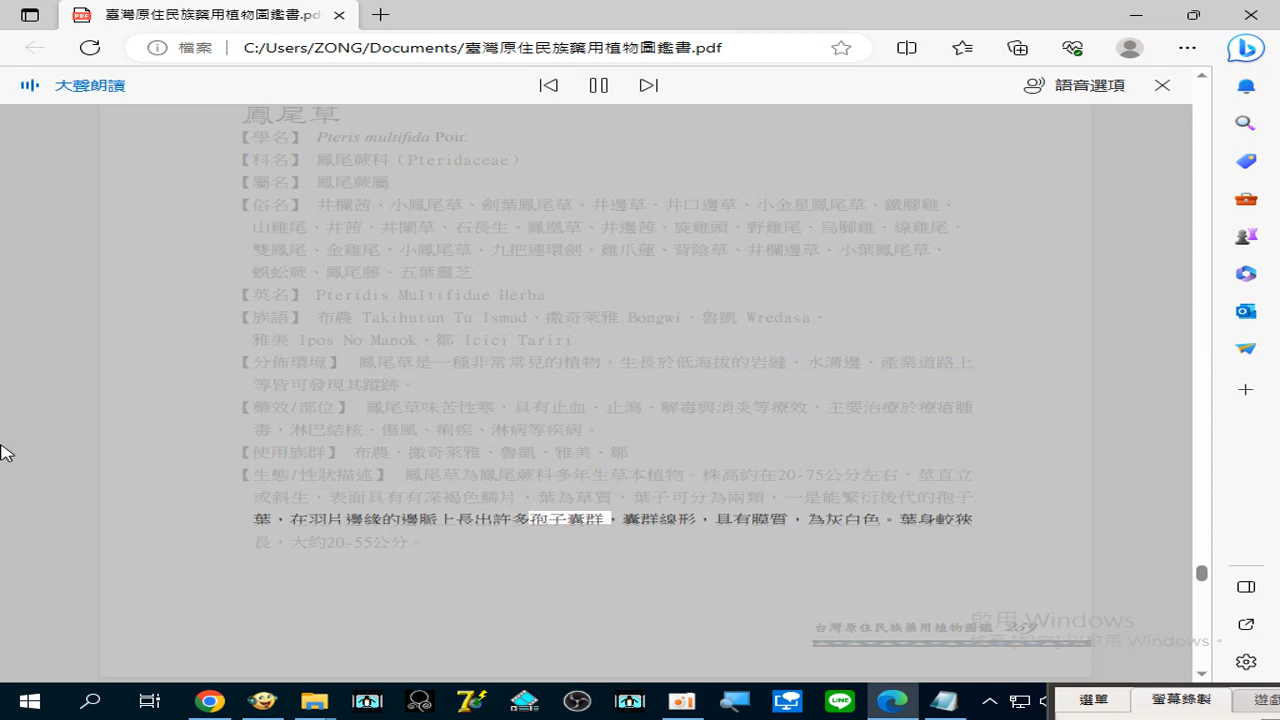 臺灣原住民族藥用植物圖鑑書.pdf
檔案 C:/Users/ZONG/Documents/臺灣原住民族藥用植物圖鑑書.pdf
大聲朗讀
語音選項
鳳尾草
【學名】 Pteris multifida Poir.
【科名】 鳳尾蕨科（Pteridaceae）
【屬名】 鳳尾蕨屬
【俗名】 井欄茜、小鳳尾草、劍葉鳳尾草、井邊草、井口邊草、小金星鳳尾草、鐵腳雞、
山雞尾、井茜，井闌草、石長生、鳳凰草、井邊茜、旋雞頭、野雞尾、烏腳雞、線雞尾、
雙鳳尾、金雞尾，小鳳尾草、九把連環劍、雞爪蓮、背陰草、井欄邊草、小葉鳳尾草、
蜈蚣蕨、鳳尾藤、五葉靈芝
【英名】 Pteridis Multifidae Herba
【族語】 布農 Takihutun Tu Ismud、撒奇萊雅 Bongwi、魯凱 Wredasa、
雅美 Ipos No Manok、鄒 Icici Tariri
【分佈環境】 鳳尾草是一種非常常見的植物，生長於低海拔的岩縫、水溝邊、產業道路上
等皆可發現其蹤跡。
【藥效/部位】 鳳尾草味苦性寒，具有止血、止瀉、解毒與消炎等療效，主要治療於療瘡腫
毒，淋巴結核、傷風、痢疾、淋病等疾病。
【使用族群】 布農、撒奇萊雅、魯凱、雅美、鄒
【生態/性狀描述】 鳳尾草為鳳尾蕨科多年生草本植物。株高約在20-75公分左右，莖直立
或斜生，表面具有有深褐色鱗片，葉為草質，葉子可分為兩類，一是能繁衍後代的孢子
葉，在羽片邊緣的邊脈上長出許多孢子囊群，囊群線形，具有膜質，為灰白色。葉身較狹
長，大約20-55公分。
台灣原住民族藥用植物圖鑑 259
啟用 Windows
移至 [設定] 以啟用 Windows。
選單
螢幕錄製
遊戲